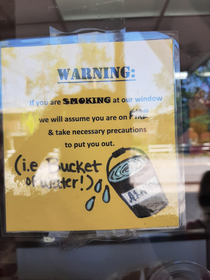 WARNING:
If you are SMOKING at our window
we will assume you are on FIRE
& take necessary precautions
to put you out.
(i.e. bucket
of water!)